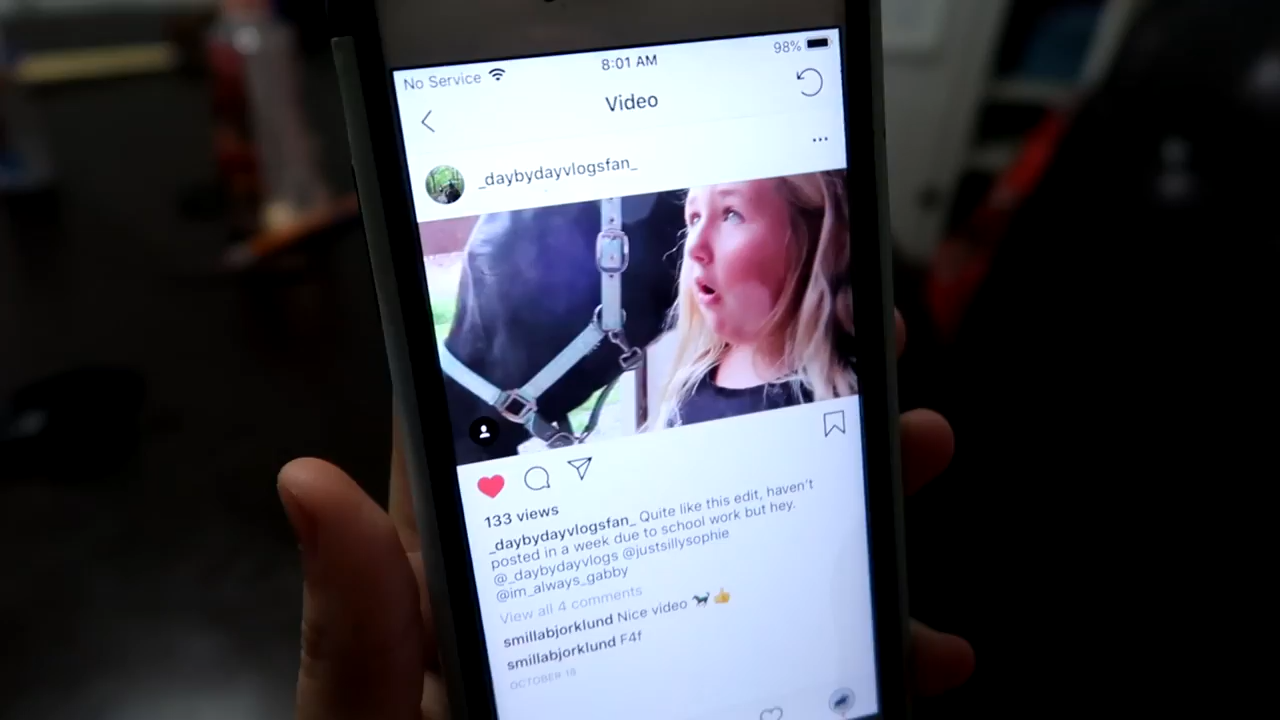 No Service 8:01 AM 98%
Video
_daybydayvlogsfan_
133 views
_daybydayvlogsfan_ Quite like this edit, haven't
posted in a week due to school work but hey.
@_daybydayvlogs @justsillysophie
@im_always_gabby
View all 4 comments
smillabjorklund Nice video 🐎👍
smillabjorklund F4f
OCTOBER 18